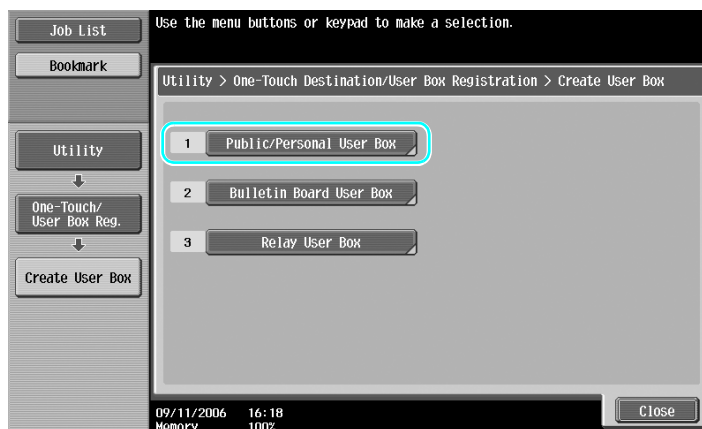 Job List
Bookmark
Use the menu buttons or keypad to make a selection.
Utility > One-Touch Destination/User Box Registration > Create User Box
Utility
One-Touch/
User Box Reg.
Create User Box
1 Public/Personal User Box
2 Bulletin Board User Box
3 Relay User Box
09/11/2006 16:18
Memory 100%
Close